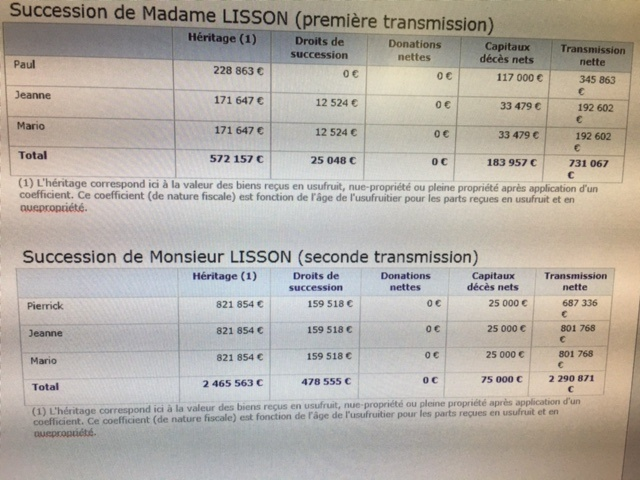 Succession de Madame LISSON (première transmission)
Héritage (1) Droits de succession Donations nettes Capitaux décès nets Transmission nette
Paul 228 863 € 0 € 0 € 117 000 € 345 863 €
Jeanne 171 647 € 12 524 € 0 € 33 479 € 192 602 €
Mario 171 647 € 12 524 € 0 € 33 479 € 192 602 €
Total 572 157 € 25 048 € 0 € 183 957 € 731 067 €
(1) L'héritage correspond ici à la valeur des biens reçus en usufruit, nue-propriété ou pleine propriété après application d'un
coefficient. Ce coefficient (de nature fiscale) est fonction de l'âge de l'usufruitier pour les parts reçues en usufruit et en
nuepropriété.
Succession de Monsieur LISSON (seconde transmission)
Héritage (1) Droits de succession Donations nettes Capitaux décès nets Transmission nette
Pierrick 821 854 € 159 518 € 0 € 25 000 € 687 336 €
Jeanne 821 854 € 159 518 € 0 € 25 000 € 801 768 €
Mario 821 854 € 159 518 € 0 € 25 000 € 801 768 €
Total 2 465 563 € 478 555 € 0 € 75 000 € 2 290 871 €
(1) L'héritage correspond ici à la valeur des biens reçus en usufruit, nue-propriété ou pleine propriété après application d'un
coefficient. Ce coefficient (de nature fiscale) est fonction de l'âge de l'usufruitier pour les parts reçues en usufruit et en
nuepropriété.